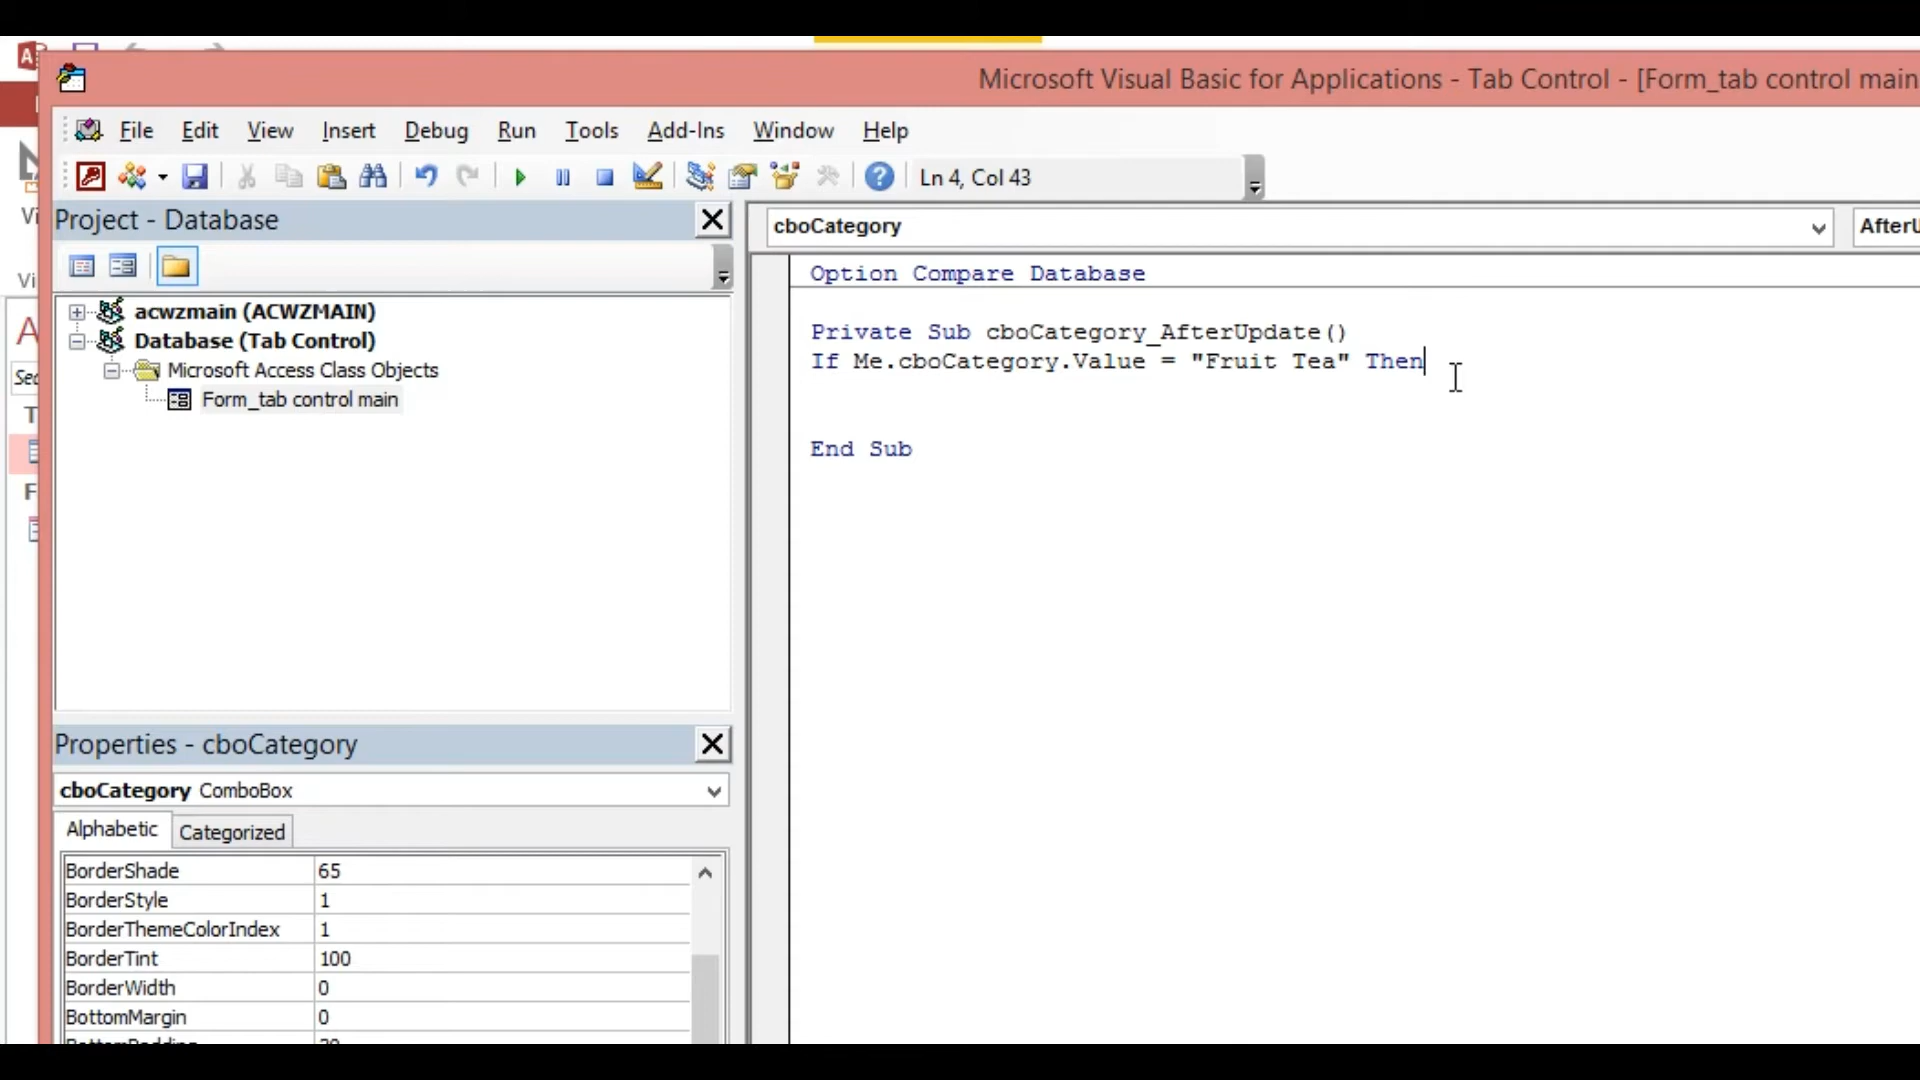 Microsoft Visual Basic for Applications - Tab Control - [Form_tab control main
File Edit View Insert Debug Run Tools Add-Ins Window Help
Ln 4, Col 43
Project - Database
acwzmain (ACWZMAIN)
Database (Tab Control)
Microsoft Access Class Objects
Form_tab control main
Properties - cboCategory
cboCategory ComboBox
Alphabetic Categorized
BorderShade 65
BorderStyle 1
BorderThemeColorIndex 1
BorderTint 100
BorderWidth 0
BottomMargin 0
cboCategory
Option Compare Database
Private Sub cboCategory_AfterUpdate()
If Me.cboCategory.Value = "Fruit Tea" Then
End Sub